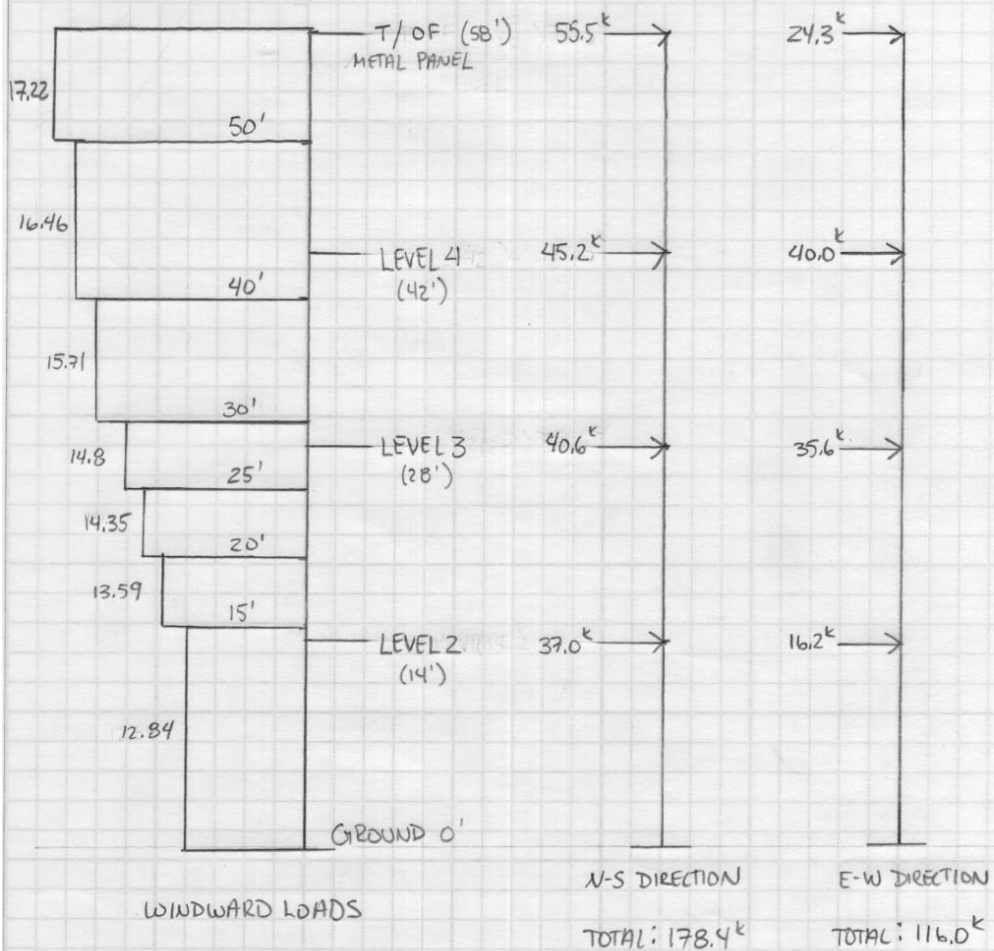 T/OF (58') 55.5ᵏ 24.3ᵏ
METAL PANEL
17.22
50'
16.46
LEVEL 4 45.2ᵏ 40.0ᵏ
40'
(42')
15.71
30'
LEVEL 3 40.6ᵏ 35.6ᵏ
14.8
25'
(28')
14.35
20'
13.59
15'
LEVEL 2 37.0ᵏ 16.2ᵏ
(14')
12.84
GROUND 0'
N-S DIRECTION E-W DIRECTION
WINDWARD LOADS
TOTAL: 178.4ᵏ TOTAL: 116.0ᵏ